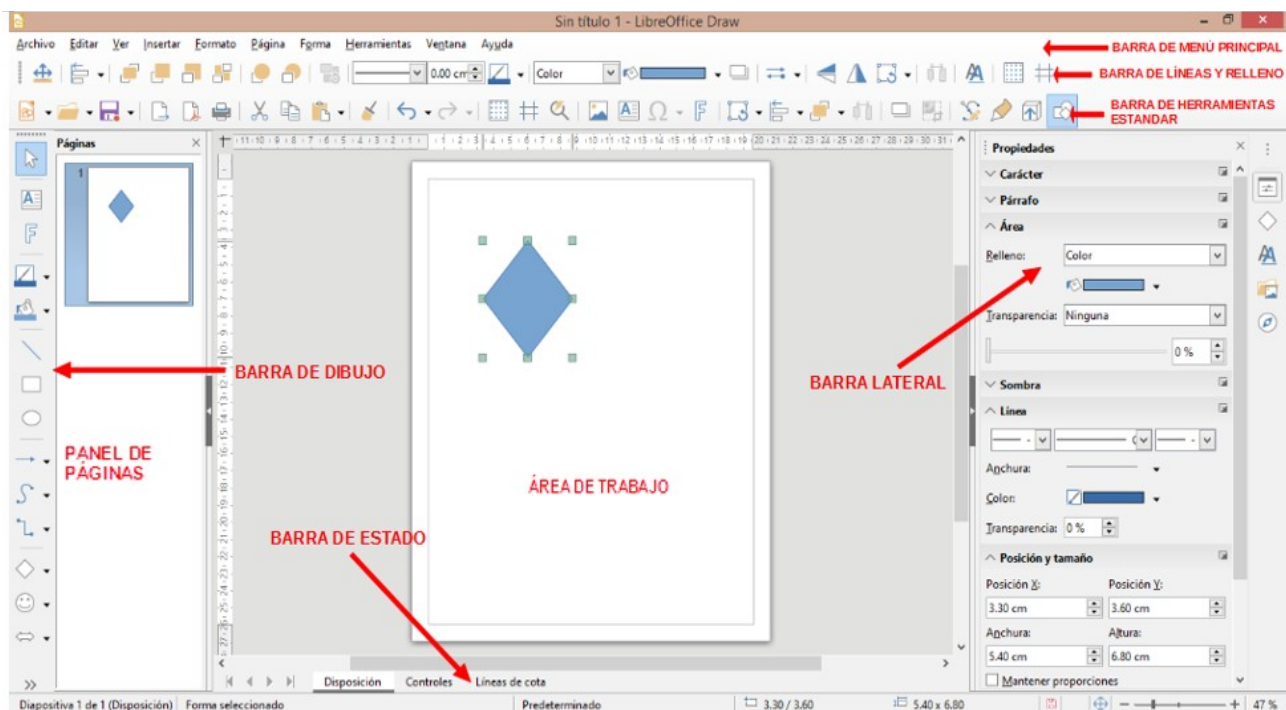 Sin título 1 - LibreOffice Draw
Archivo Editar Ver Insertar Formato Página Forma Herramientas Ventana Ayuda
BARRA DE MENÚ PRINCIPAL
0.00 cm Color
BARRA DE LÍNEAS Y RELLENO
BARRA DE HERRAMIENTAS
ESTANDAR
Páginas
1
Propiedades
Carácter
Párrafo
Área
Relleno: Color
Transparencia: Ninguna
0 %
BARRA DE DIBUJO
BARRA LATERAL
Sombra
Línea
PANEL DE
PÁGINAS
Anchura:
ÁREA DE TRABAJO
Color:
BARRA DE ESTADO
Transparencia: 0 %
Posición y tamaño
Posición X: Posición Y:
3.30 cm 3.60 cm
Anchura: Altura:
5.40 cm 6.80 cm
Mantener proporciones
Disposición Controles Líneas de cota
Diapositiva 1 de 1 (Disposición) Forma seleccionado Predeterminado 3.30 / 3.60 5.40 x 6.80 47 %